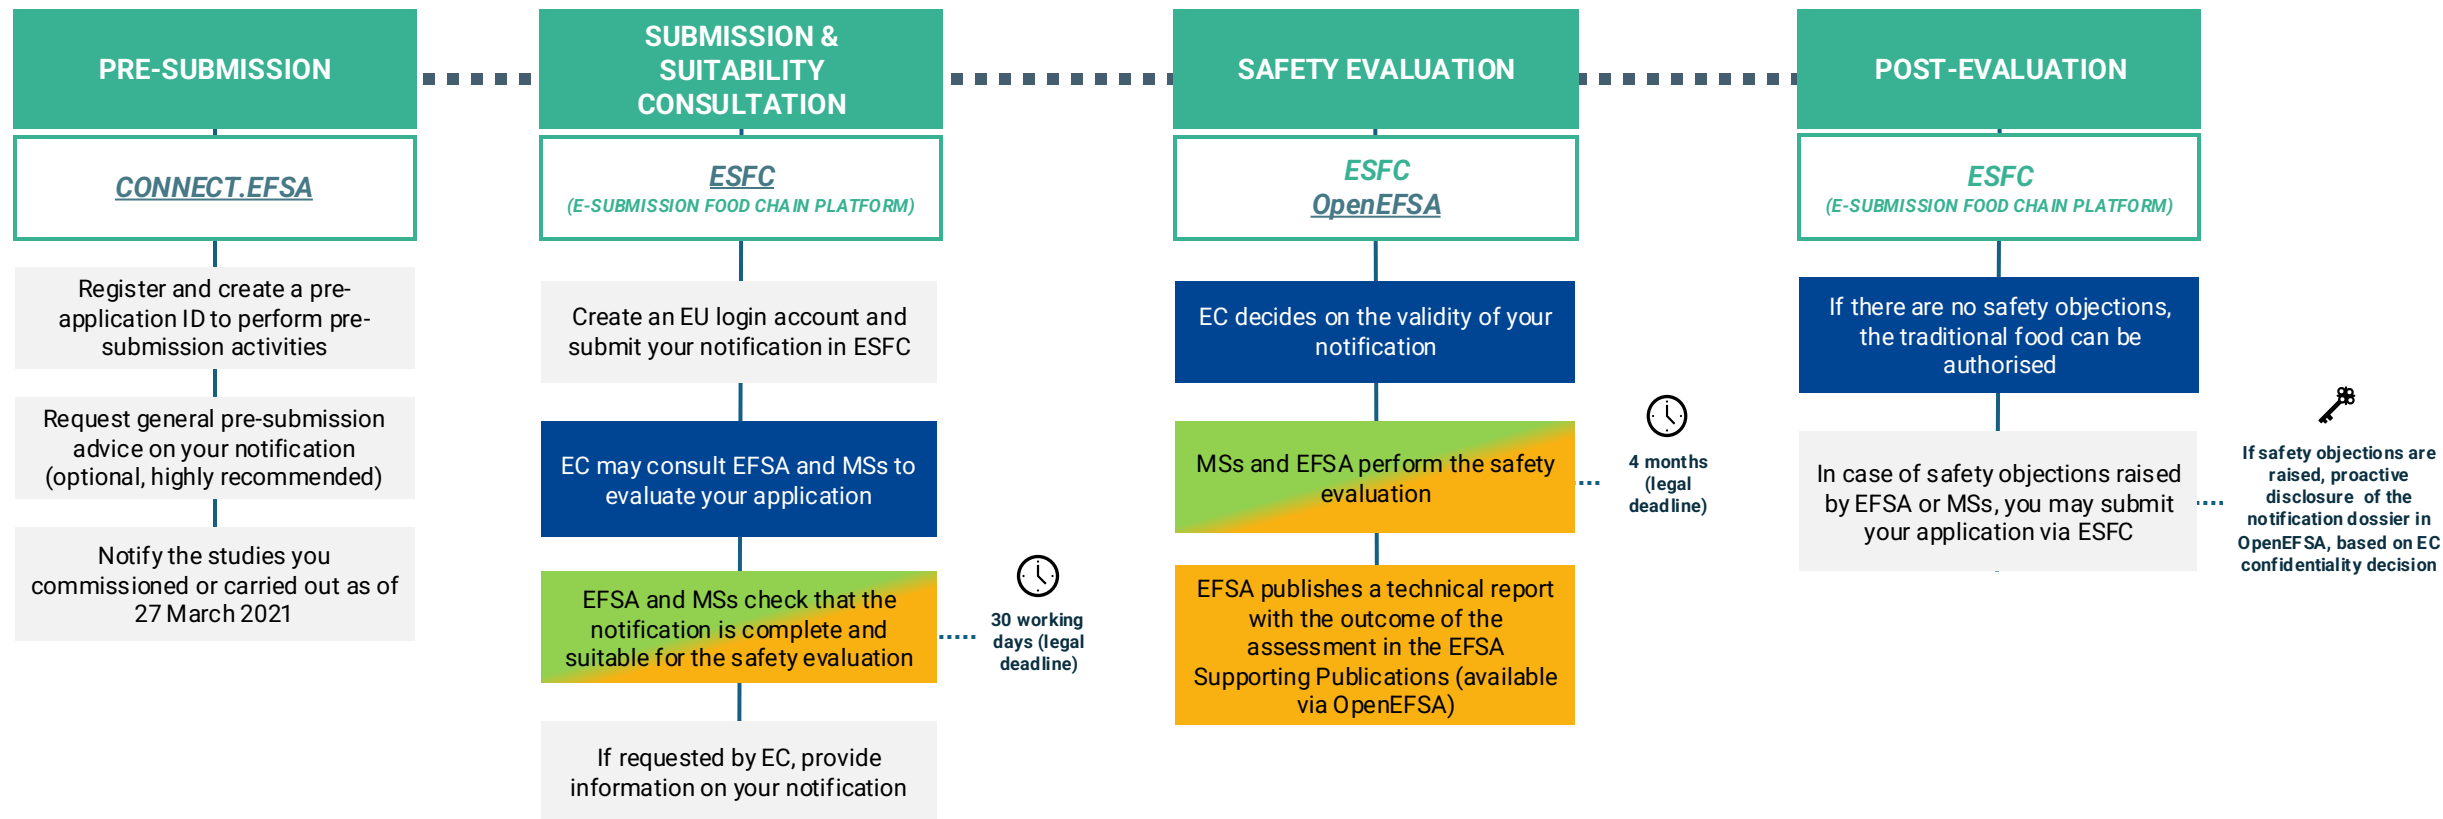 PRE-SUBMISSION
CONNECT.EFSA
Register and create a pre-
application ID to perform pre-
submission activities
Request general pre-submission
advice on your notification
(optional, highly recommended)
Notify the studies you
commissioned or carried out as of
27 March 2021
SUBMISSION &
SUITABILITY
CONSULTATION
ESFC
(E-SUBMISSION FOOD CHAIN PLATFORM)
Create an EU login account and
submit your notification in ESFC
EC may consult EFSA and MSs to
evaluate your application
EFSA and MSs check that the
notification is complete and
suitable for the safety evaluation
30 working
days (legal
deadline)
If requested by EC, provide
information on your notification
SAFETY EVALUATION
ESFC
OpenEFSA
EC decides on the validity of your
notification
MSs and EFSA perform the safety
evaluation
4 months
(legal
deadline)
EFSA publishes a technical report
with the outcome of the
assessment in the EFSA
Supporting Publications (available
via OpenEFSA)
POST-EVALUATION
ESFC
(E-SUBMISSION FOOD CHAIN PLATFORM)
If there are no safety objections,
the traditional food can be
authorised
In case of safety objections raised
by EFSA or MSs, you may submit
your application via ESFC
If safety objections are
raised, proactive
disclosure of the
notification dossier in
OpenEFSA, based on EC
confidentiality decision